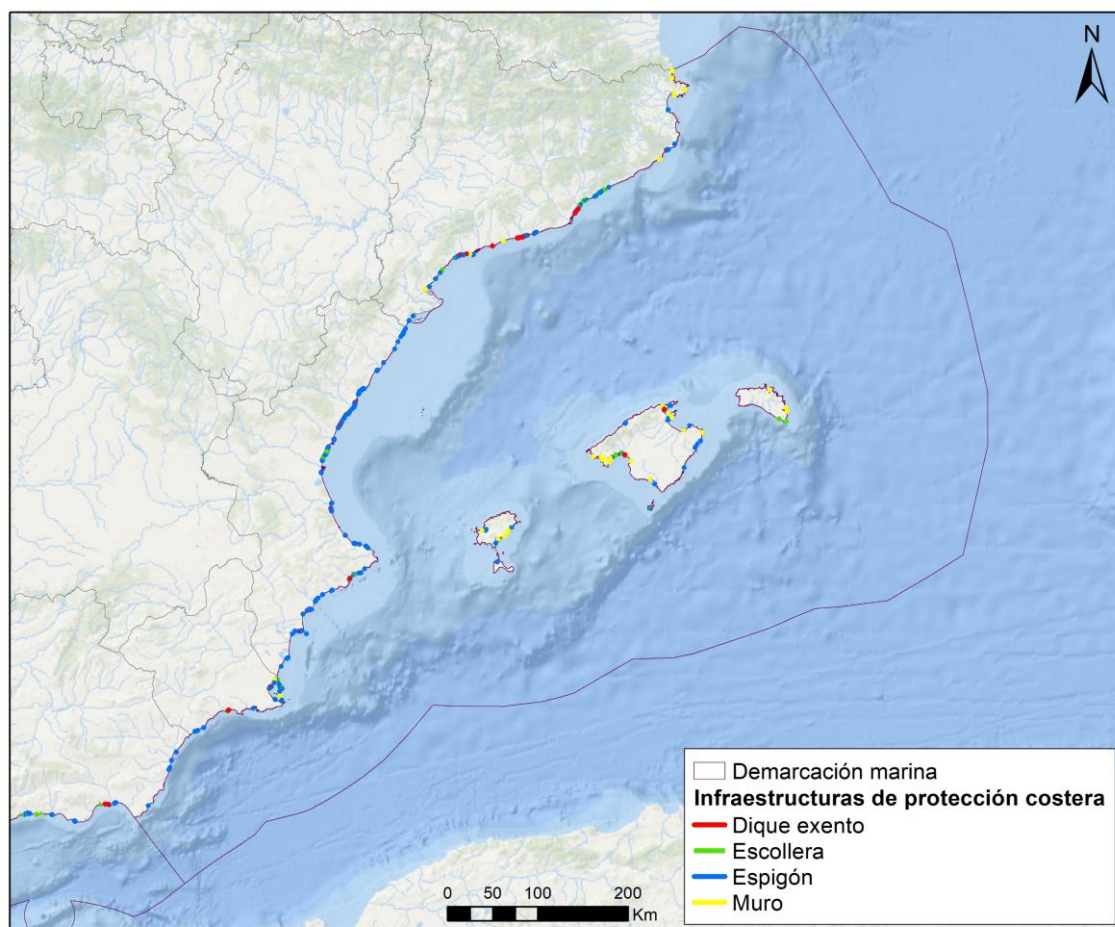 N
Demarcación marina
Infraestructuras de protección costera
Dique exento
Escollera
Espigón
Muro
0 50 100 200
Km